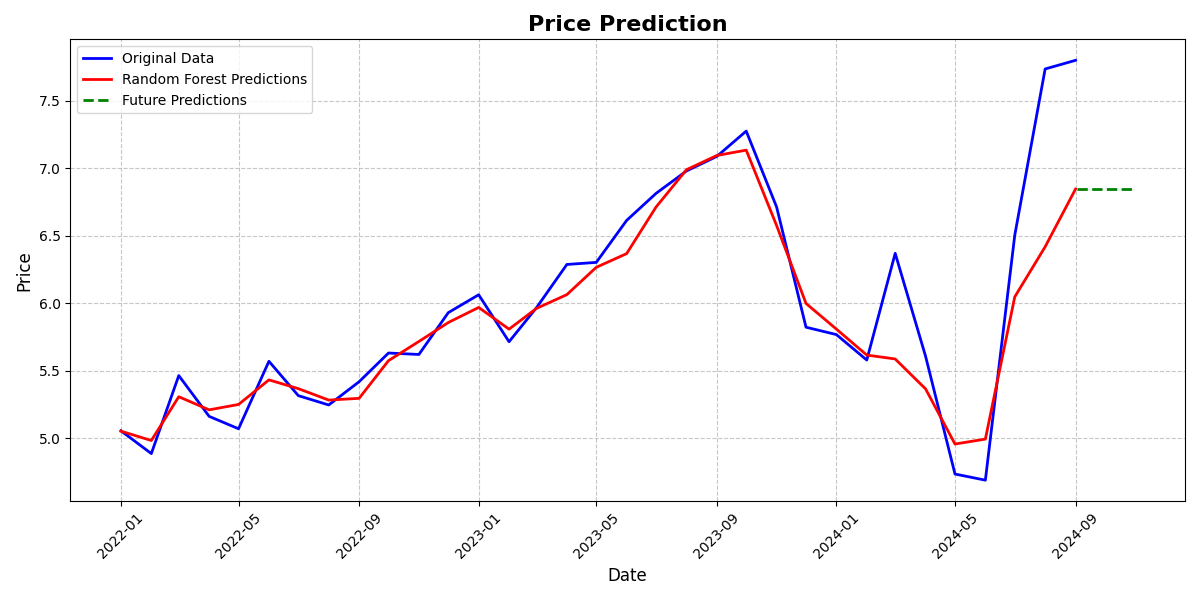 Price Prediction
Original Data
Random Forest Predictions
Future Predictions
Price
7.5
7.0
6.5
6.0
5.5
5.0
2022-01
2022-05
2022-09
2023-01
2023-05
2023-09
2024-01
2024-05
2024-09
Date